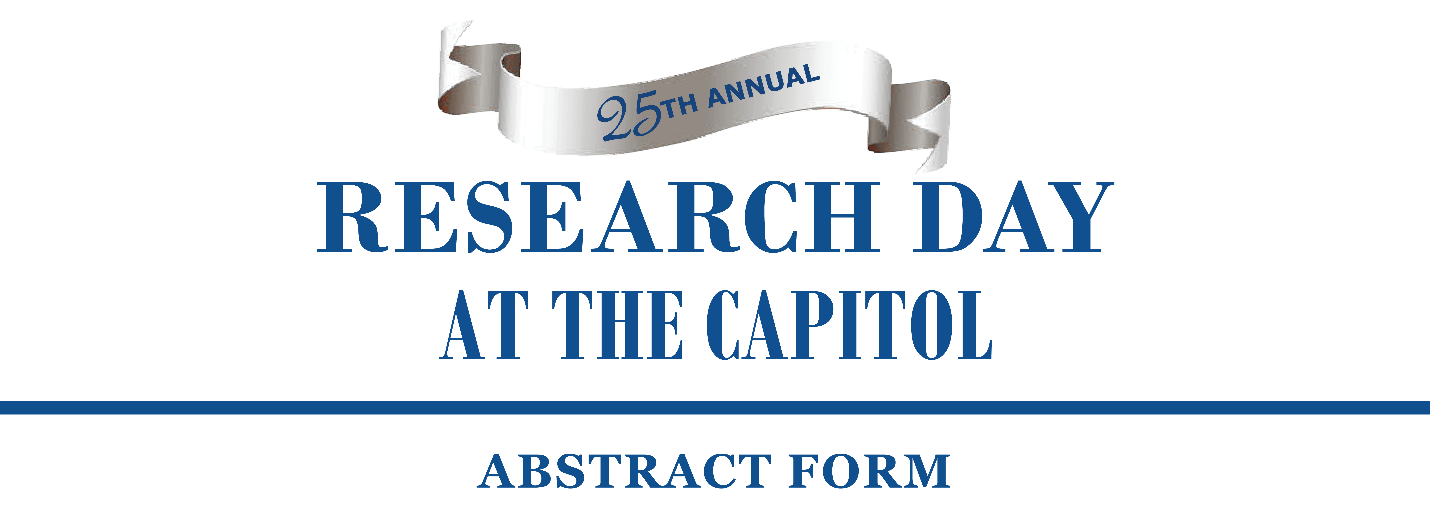 25TH ANNUAL
RESEARCH DAY
AT THE CAPITOL
ABSTRACT FORM